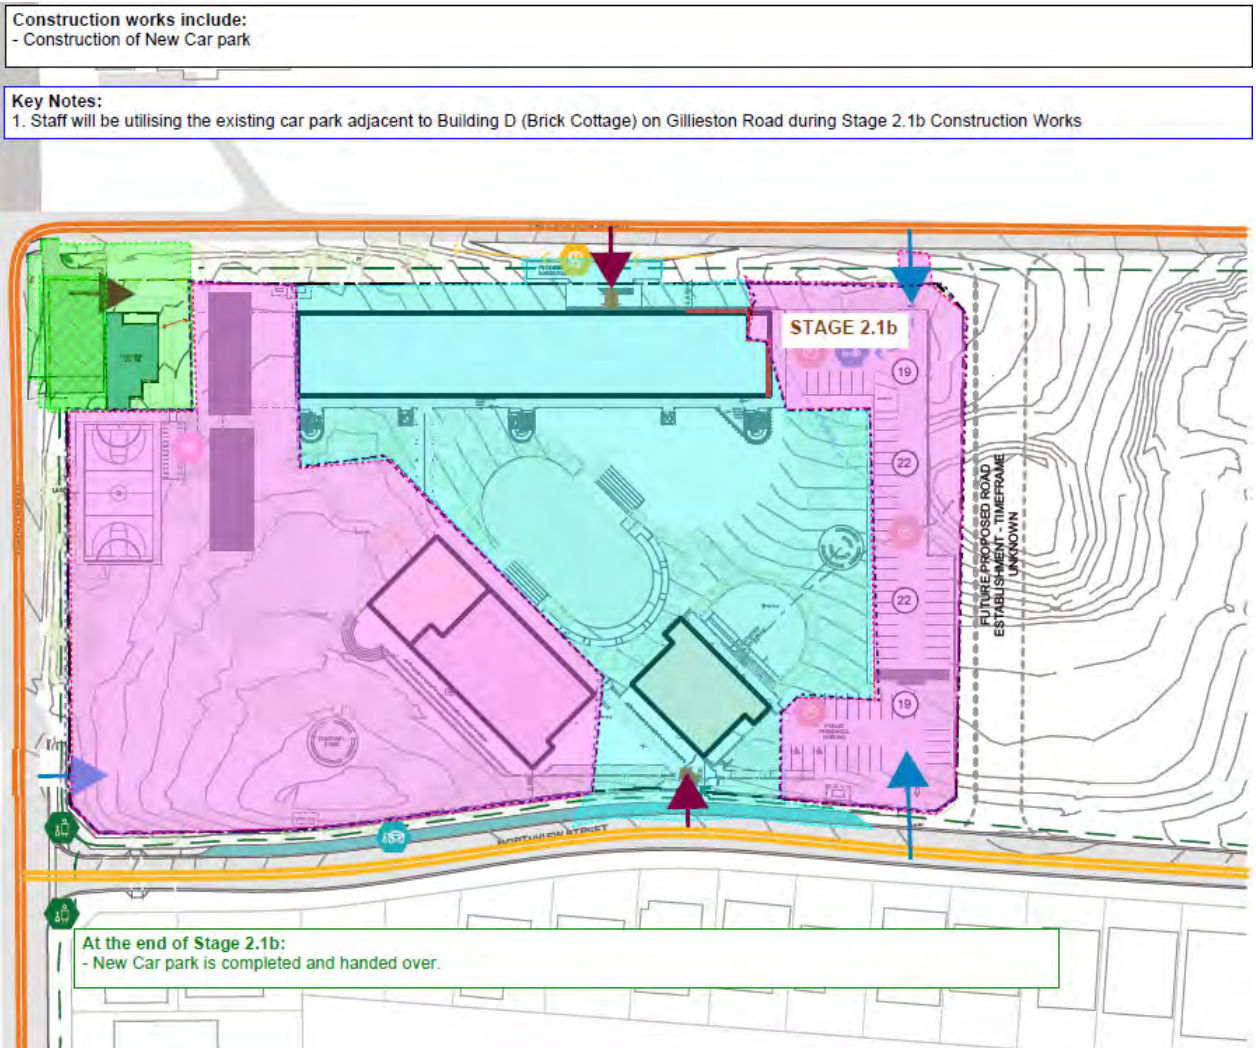 Construction works include:
- Construction of New Car park
Key Notes:
1. Staff will be utilising the existing car park adjacent to Building D (Brick Cottage) on Gillieston Road during Stage 2.1b Construction Works
STAGE 2.1b
19
22
22
19
FUTURE PROPOSED ROAD
ESTABLISHMENT - TIMEFRAME
UNKNOWN
NORTHVIEW STREET
At the end of Stage 2.1b:
- New Car park is completed and handed over.